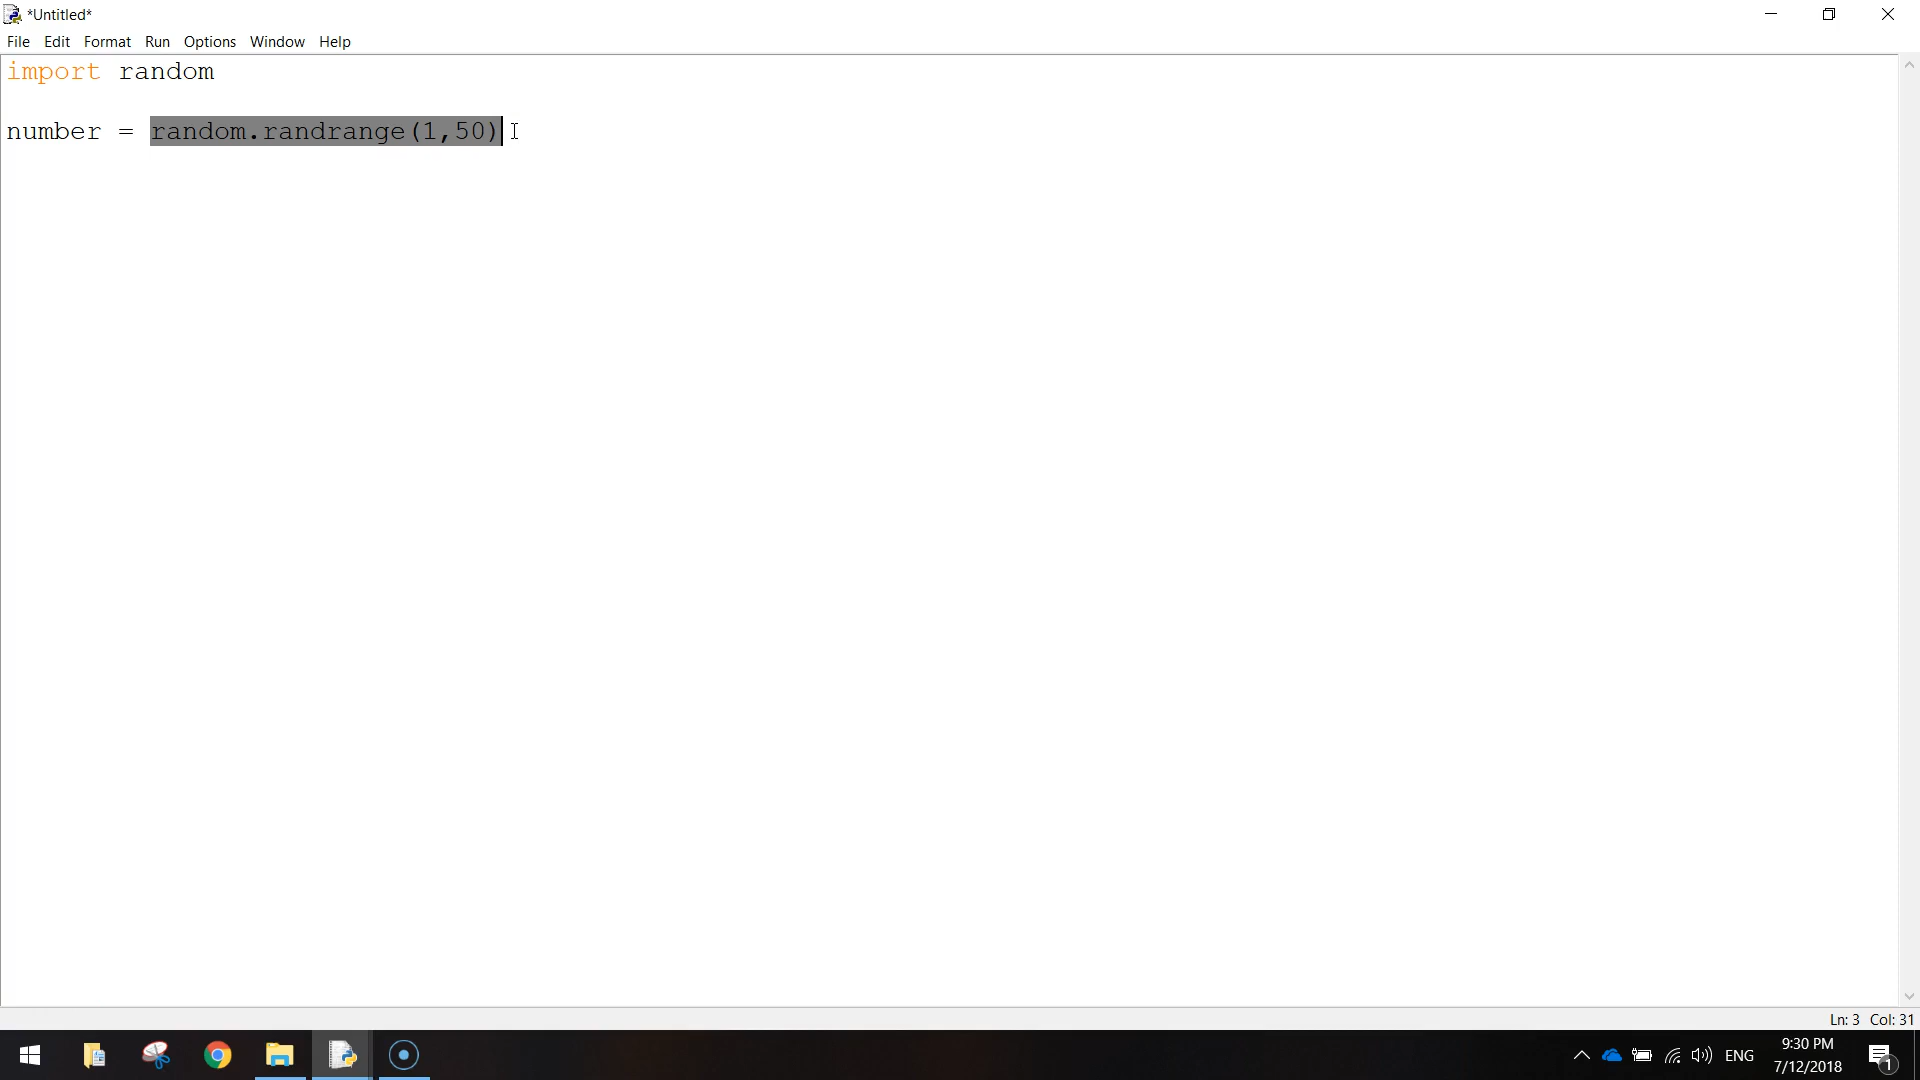 *Untitled*
File Edit Format Run Options Window Help
import random
number = random.randrange(1,50)
Ln: 3 Col: 31
ENG
9:30 PM
7/12/2018
1